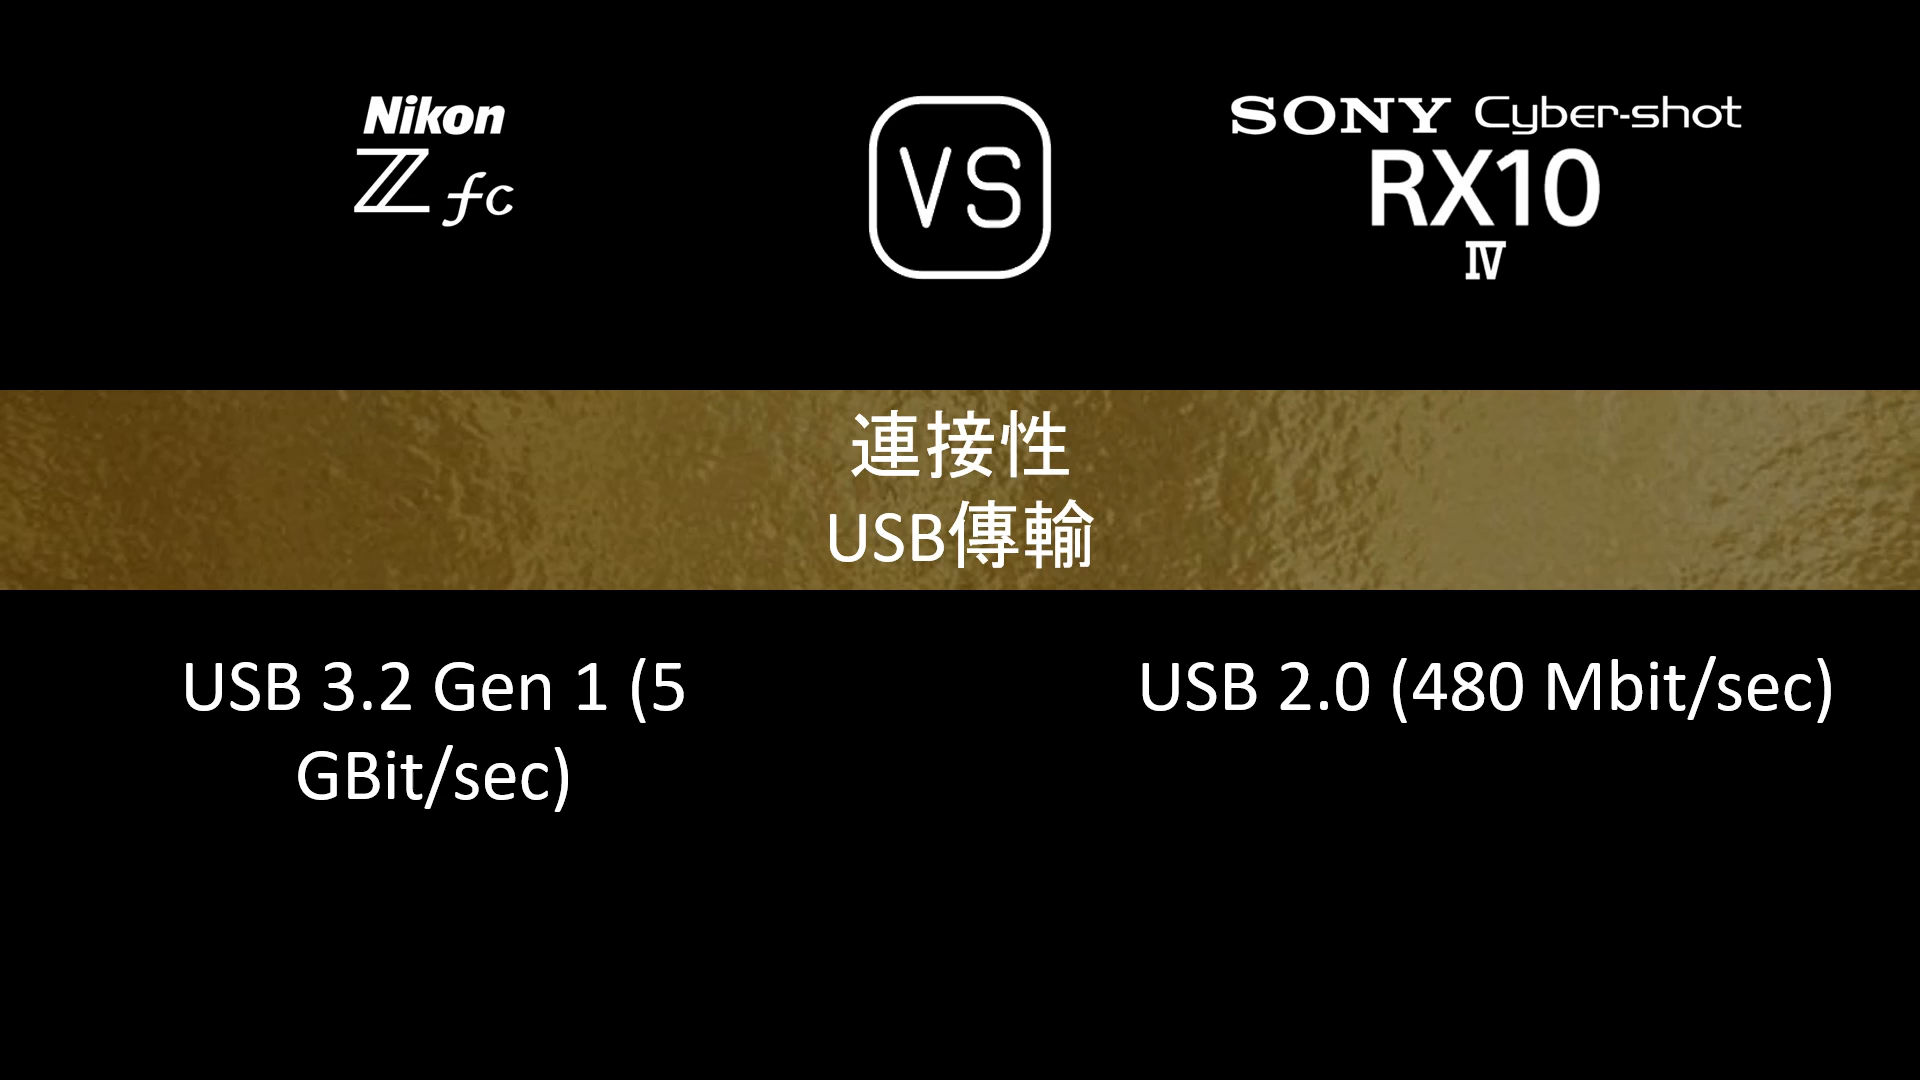 Nikon
Z fc
VS
SONY Cyber-shot
RX10
IV
連接性
USB傳輸
USB 3.2 Gen 1 (5
GBit/sec)
USB 2.0 (480 Mbit/sec)